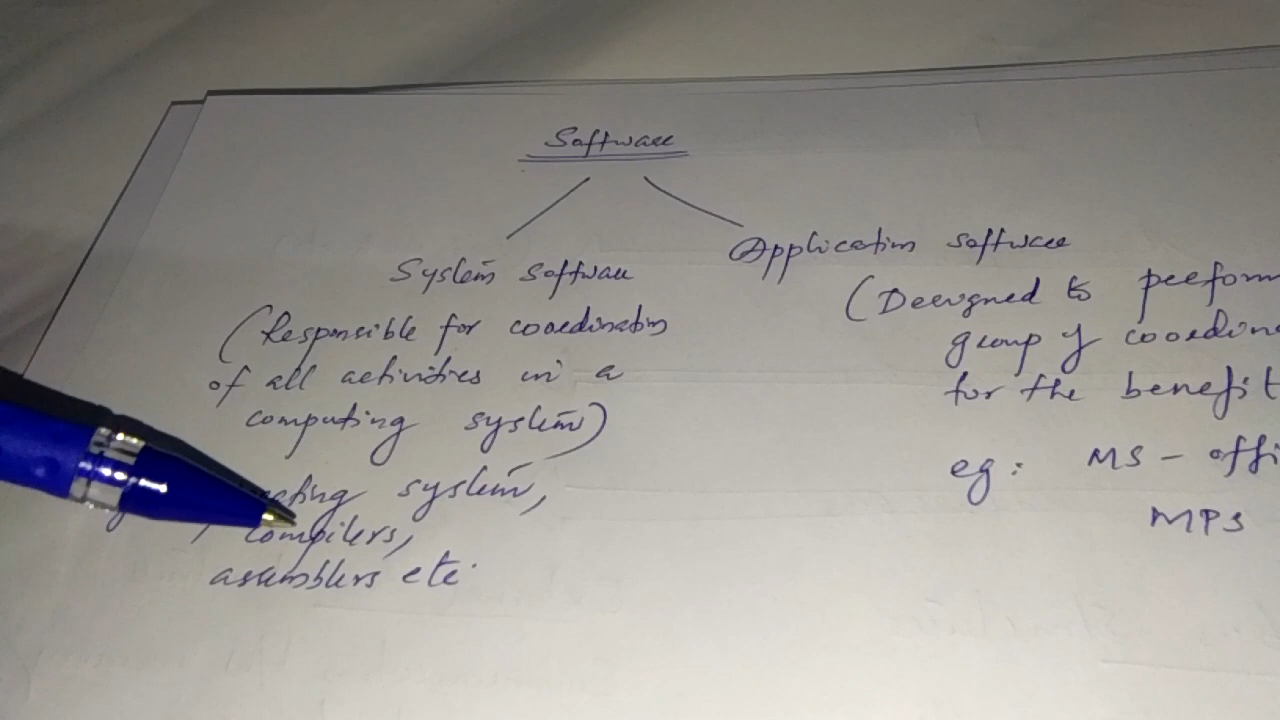 Software
System Software
(Responsible for coordination
of all activities in a
computing system)
system,
compilers,
assemblers etc.
Application software
(Designed to perform
group of
for the benefit
eg: MS - offi
MPS